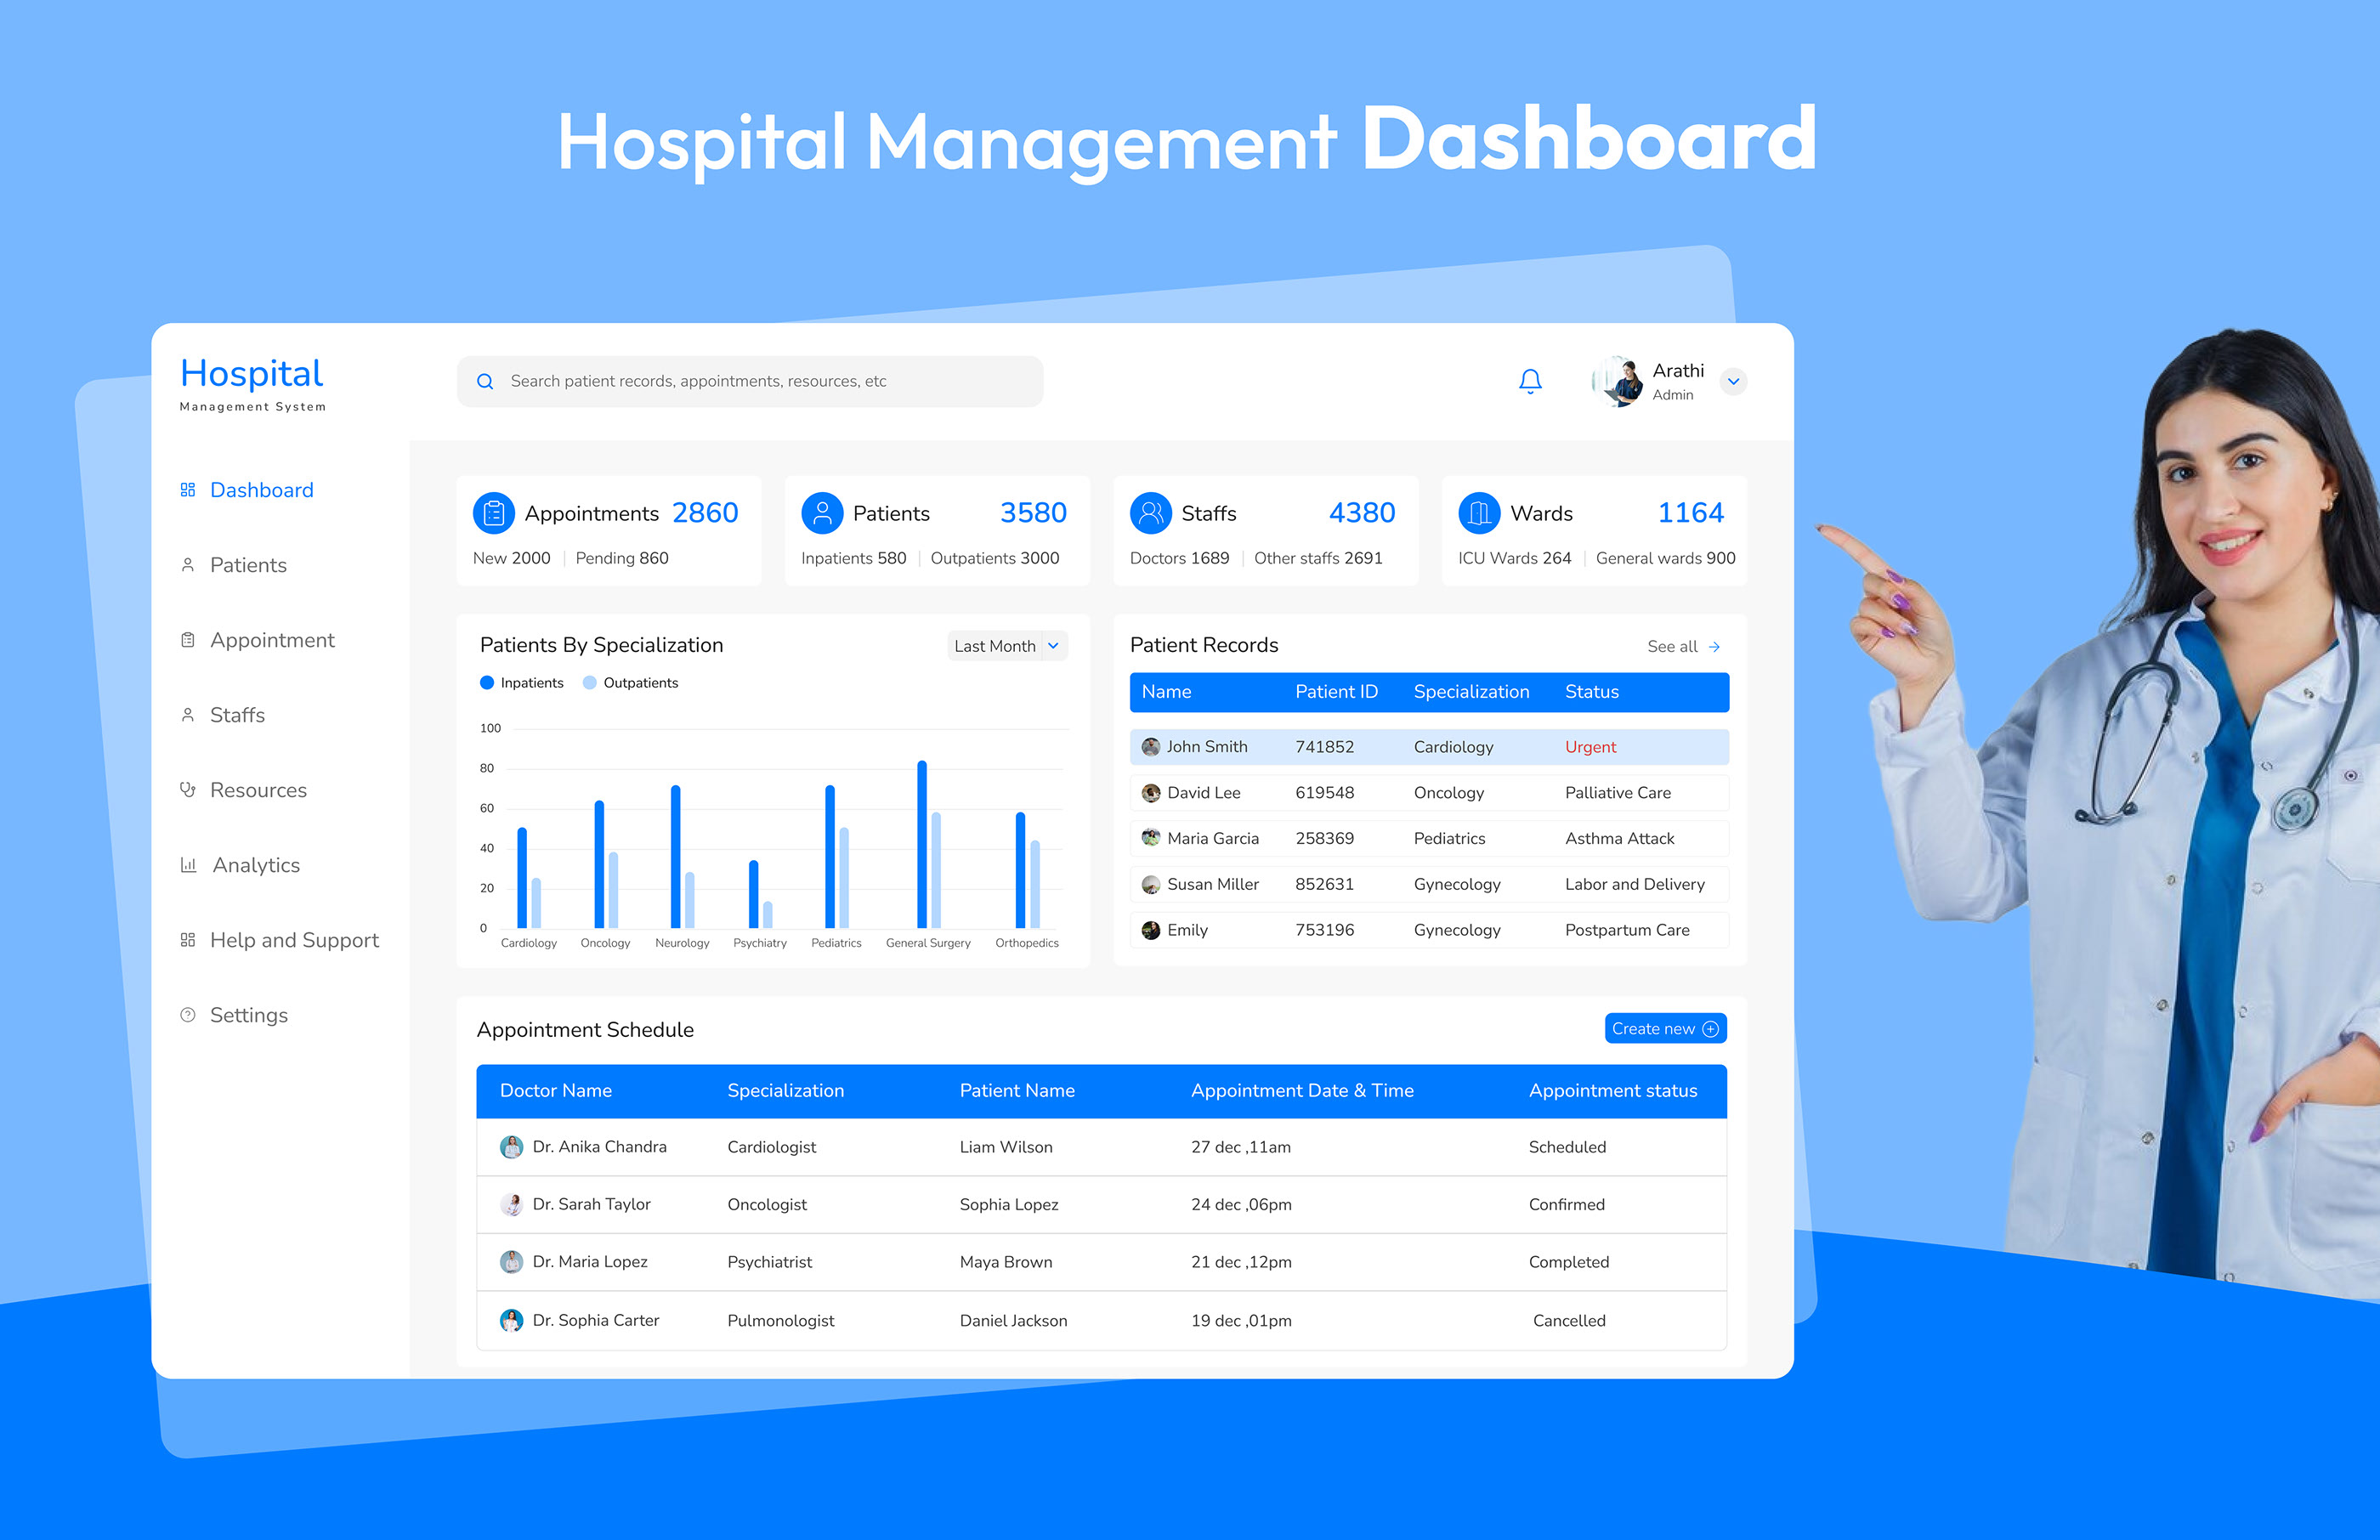 Hospital Management Dashboard
Hospital
Management System
Search patient records, appointments, resources, etc
Arathi
Admin
Dashboard
Patients
Appointment
Staffs
Resources
Analytics
Help and Support
Settings
Appointments 2860
New 2000 Pending 860
Patients 3580
Inpatients 580 Outpatients 3000
Staffs 4380
Doctors 1689 Other staffs 2691
Wards 1164
ICU Wards 264 General wards 900
Patients By Specialization Last Month
Inpatients Outpatients
100
80
60
40
20
0
Cardiology Oncology Neurology Psychiatry Pediatrics General Surgery Orthopedics
Patient Records See all
Name Patient ID Specialization Status
John Smith 741852 Cardiology Urgent
David Lee 619548 Oncology Palliative Care
Maria Garcia 258369 Pediatrics Asthma Attack
Susan Miller 852631 Gynecology Labor and Delivery
Emily 753196 Gynecology Postpartum Care
Appointment Schedule Create new
Doctor Name Specialization Patient Name Appointment Date & Time Appointment status
Dr. Anika Chandra Cardiologist Liam Wilson 27 dec ,11am Scheduled
Dr. Sarah Taylor Oncologist Sophia Lopez 24 dec ,06pm Confirmed
Dr. Maria Lopez Psychiatrist Maya Brown 21 dec ,12pm Completed
Dr. Sophia Carter Pulmonologist Daniel Jackson 19 dec ,01pm Cancelled